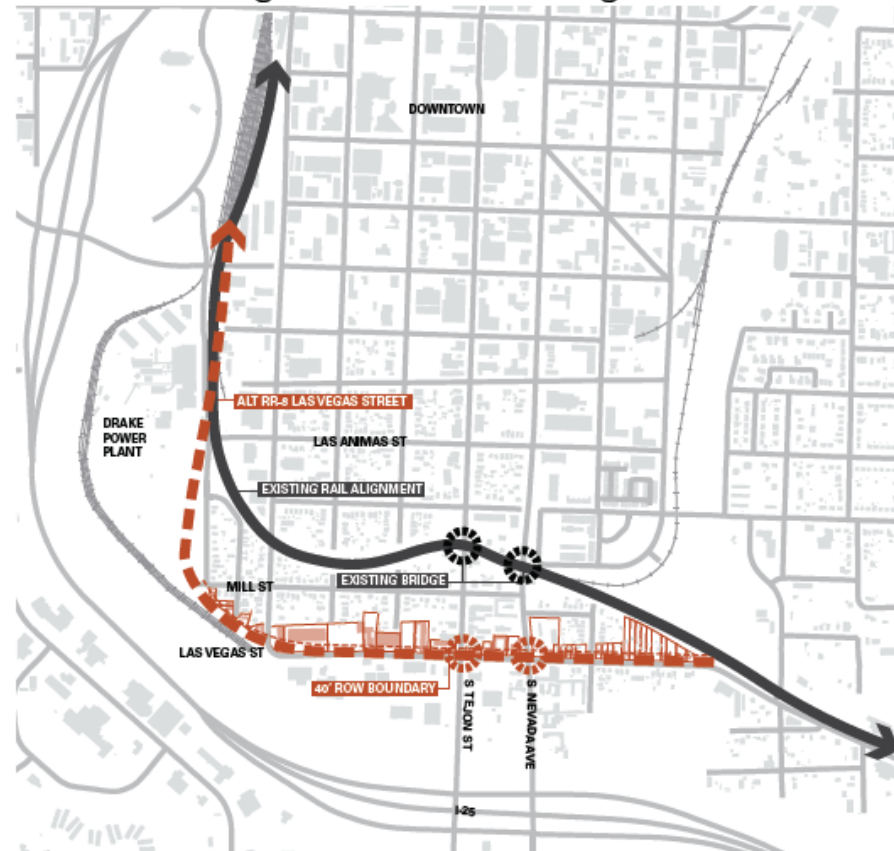 DOWNTOWN
ALT RR-8 LAS VEGAS STREET
DRAKE
POWER
PLANT
LAS ANIMAS ST
EXISTING RAIL ALIGNMENT
EXISTING BRIDGE
MILL ST
LAS VEGAS ST
40' ROW BOUNDARY
S TEJON ST
S NEVADA AVE
I-25